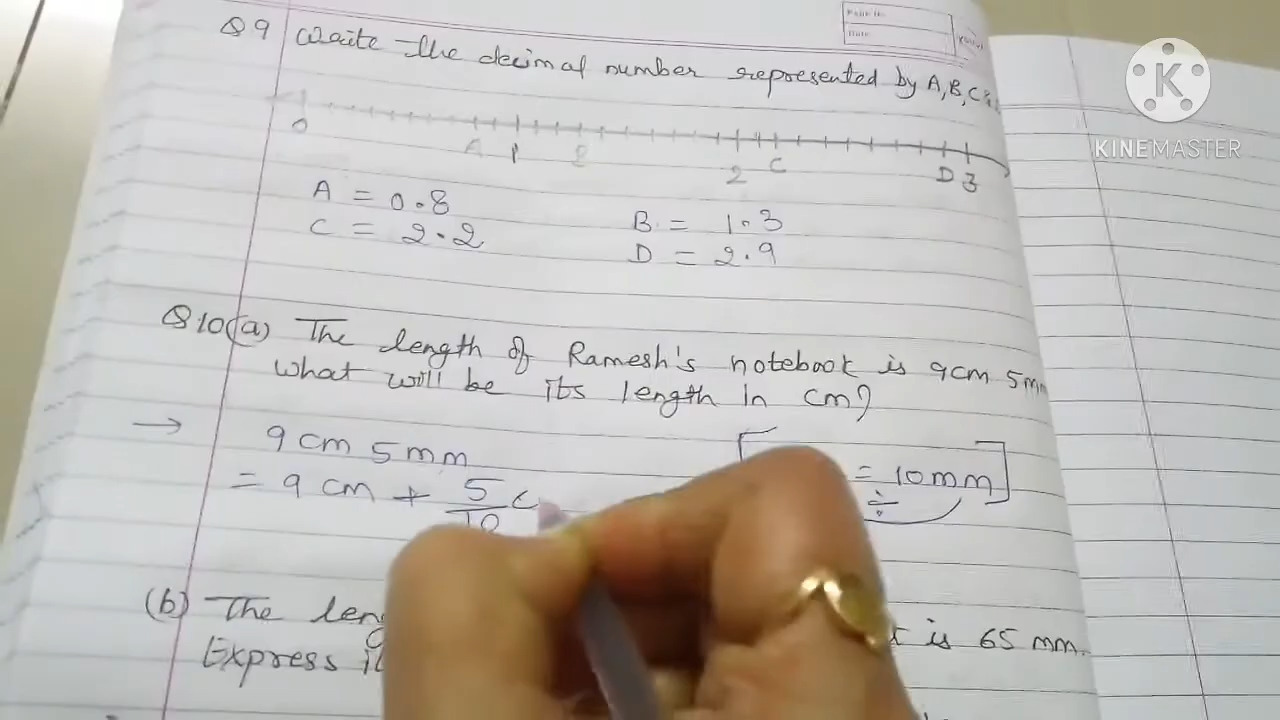 Q9 Write the decimal number represented by A, B, C &
0 A 1 B 2 C D 3
A = 0.8 B. = 1.3
C = 2.2 D = 2.9
Q10(a) The length of Ramesh's notebook is 9cm 5mm
What will be its length in cm?
→ 9 cm 5 mm
= 10 mm
= 9 cm + 5/10 c
÷
(b) The len is 65 mm.
Express it
K
KINEMASTER